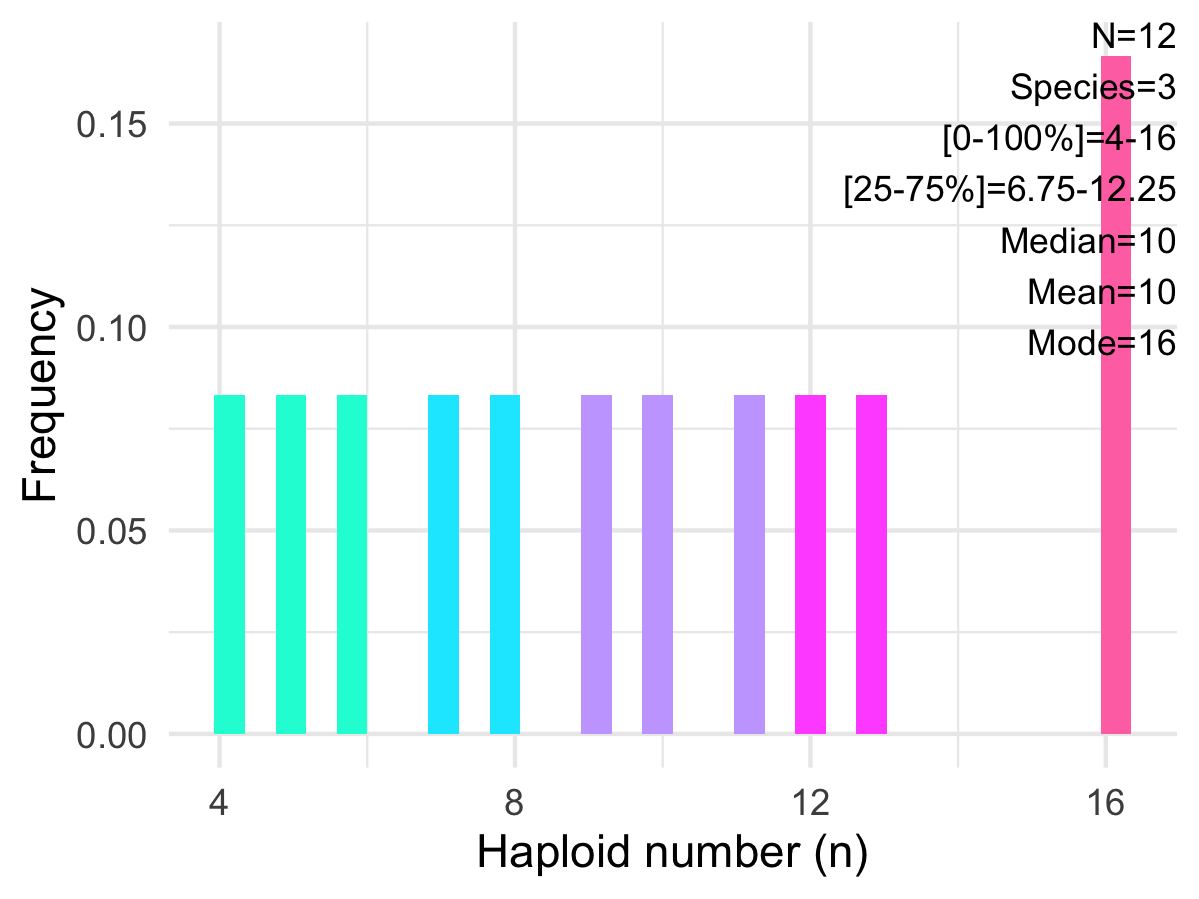 N=12
Species=3
[0-100%]=4-16
[25-75%]=6.75-12.25
Median=10
Mean=10
Mode=16
0.15
0.10
0.05
0.00
Frequency
4 8 12 16
Haploid number (n)